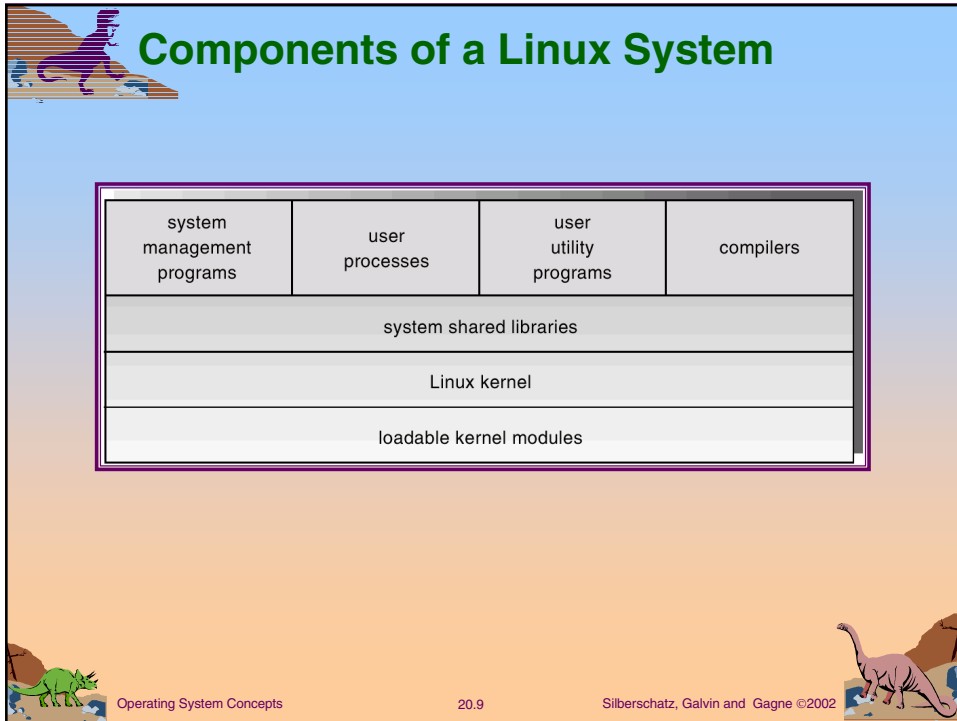 Components of a Linux System
system
management
programs
user
processes
user
utility
programs
compilers
system shared libraries
Linux kernel
loadable kernel modules
Operating System Concepts
20.9
Silberschatz, Galvin and Gagne ©2002